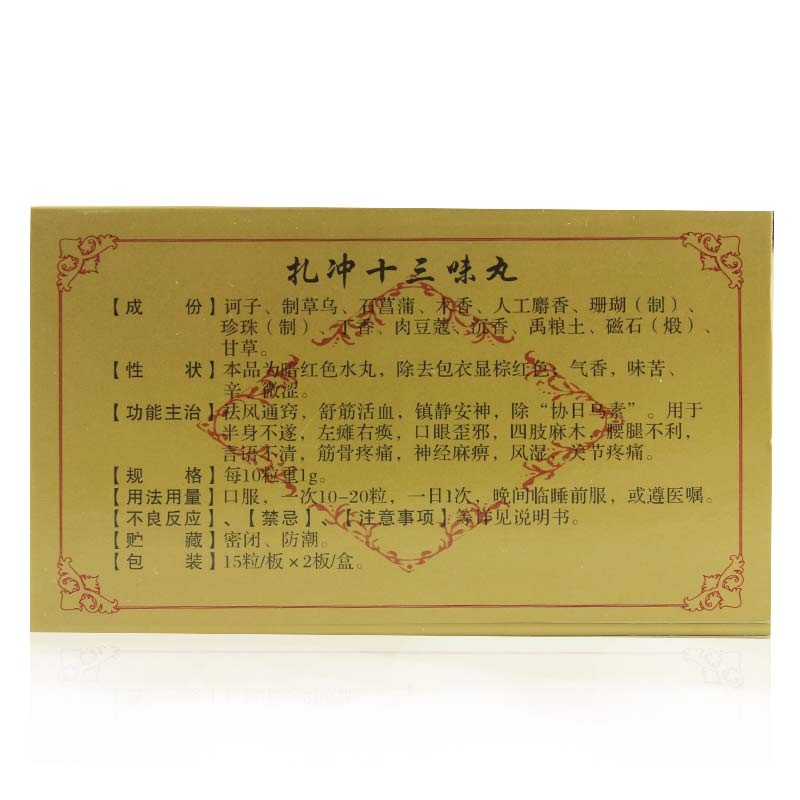 扎冲十三味丸
【成　份】诃子、制草乌、石菖蒲、木香、人工麝香、珊瑚（制）、
珍珠（制）、丁香、肉豆蔻、沉香、禹粮土、磁石（煅）、
甘草。
【性　状】本品为暗红色水丸，除去包衣显棕红色；气香，味苦、
辛、微涩。
【功能主治】祛风通窍，舒筋活血，镇静安神，除“协日乌素”。用于
半身不遂，左瘫右痪，口眼歪邪，四肢麻木，腰腿不利，
言语不清，筋骨疼痛，神经麻痹，风湿，关节疼痛。
【规　格】每10粒重1g。
【用法用量】口服，一次10-20粒，一日1次，晚间临睡前服，或遵医嘱。
【不良反应】、【禁忌】、【注意事项】等详见说明书。
【贮　藏】密闭、防潮。
【包　装】15粒/板×2板/盒。